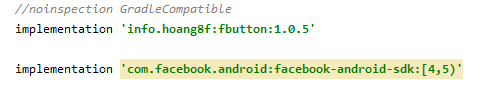 //noinspection GradleCompatible
implementation 'info.hoang8f:fbutton:1.0.5'
implementation 'com.facebook.android:facebook-android-sdk:[4,5)'